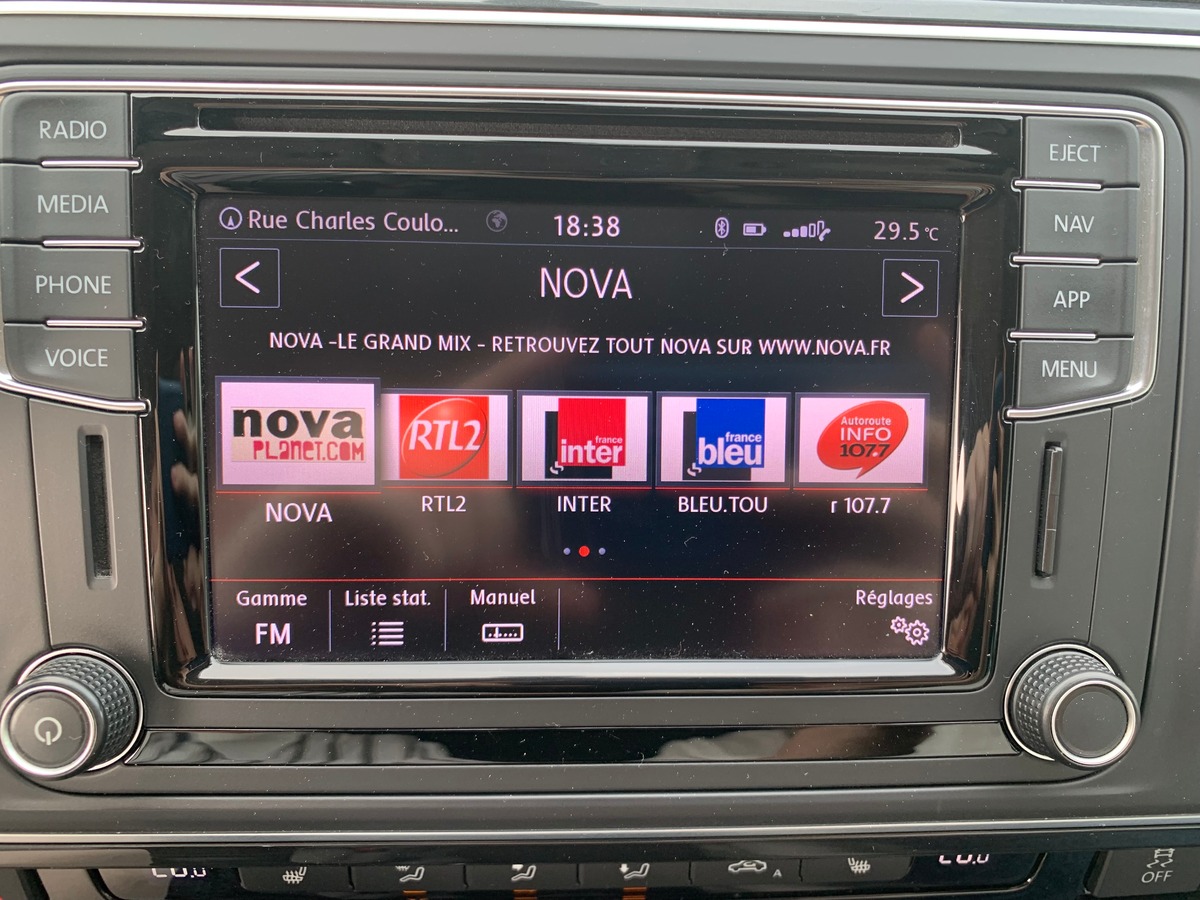 RADIO
MEDIA
PHONE
VOICE
EJECT
NAV
APP
MENU
Rue Charles Coulo... 18:38 29.5 °C
< NOVA >
NOVA -LE GRAND MIX - RETROUVEZ TOUT NOVA SUR WWW.NOVA.FR
nova
PLANET.COM
RTL2
france
inter
france
bleu
Autoroute
INFO
107.7
NOVA RTL2 INTER BLEU.TOU r 107.7
Gamme Liste stat. Manuel Réglages
FM
A
OFF